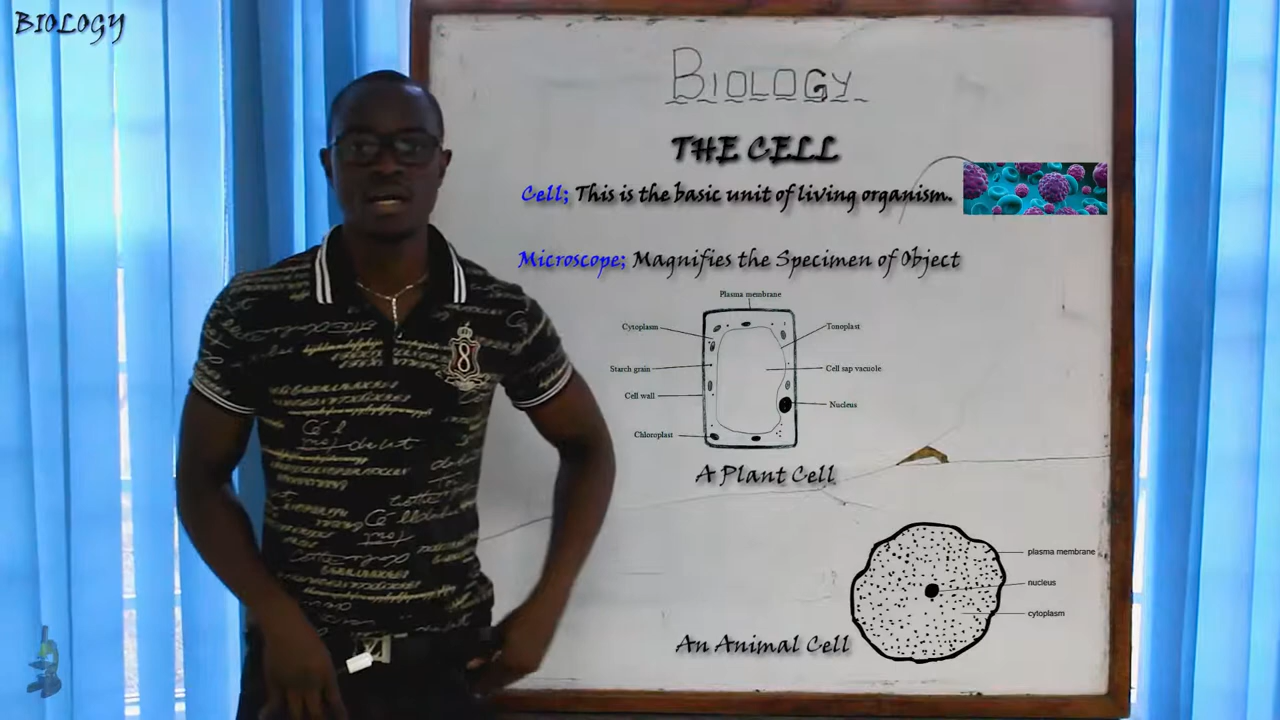 BIOLOGY
BIOLOGY
THE CELL
Cell; This is the basic unit of living organism.
Microscope; Magnifies the Specimen of Object
Plasma membrane
Cytoplasm
Tonoplast
Starch grain
Cell sap vacuole
Cell wall
Nucleus
Chloroplast
A Plant Cell
plasma membrane
nucleus
cytoplasm
An Animal Cell
8